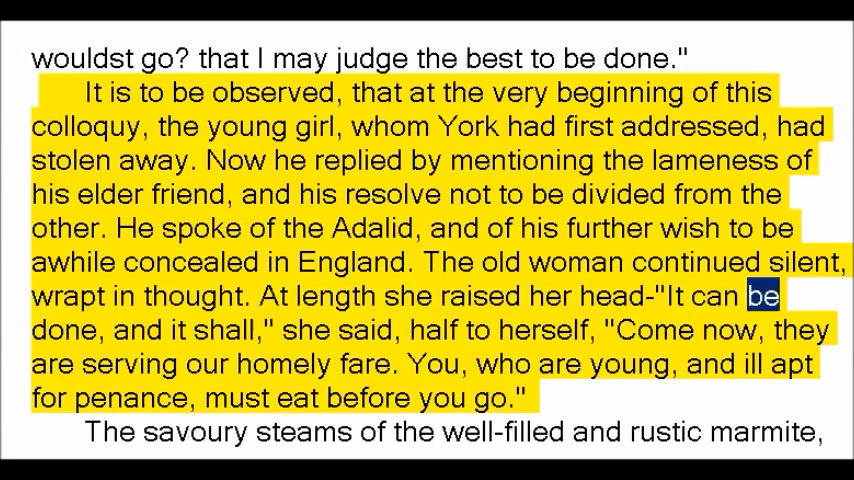 wouldst go? that I may judge the best to be done."
It is to be observed, that at the very beginning of this
colloquy, the young girl, whom York had first addressed, had
stolen away. Now he replied by mentioning the lameness of
his elder friend, and his resolve not to be divided from the
other. He spoke of the Adalid, and of his further wish to be
awhile concealed in England. The old woman continued silent,
wrapt in thought. At length she raised her head-"It can be
done, and it shall," she said, half to herself, "Come now, they
are serving our homely fare. You, who are young, and ill apt
for penance, must eat before you go."
The savoury steams of the well-filled and rustic marmite,